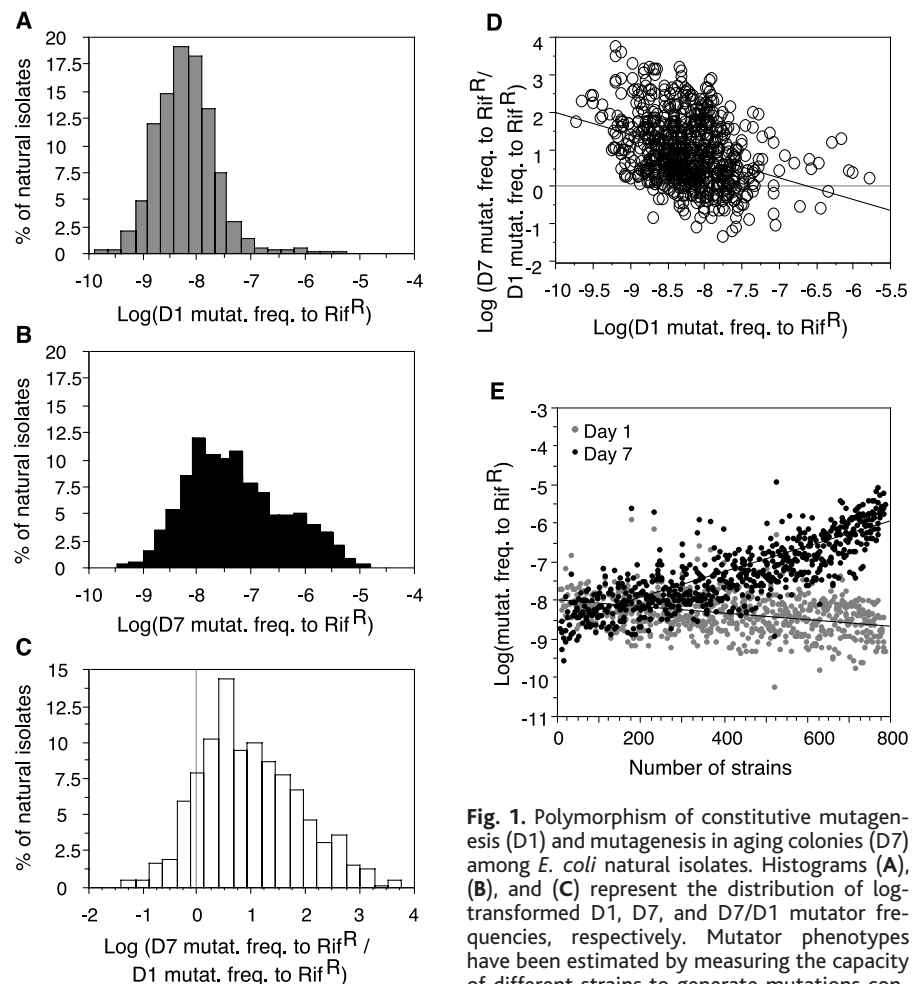 A
% of natural isolates
20
17.5
15
12.5
10
7.5
5
2.5
0
-10 -9 -8 -7 -6 -5 -4
Log(D1 mutat. freq. to RifR)
B
% of natural isolates
20
17.5
15
12.5
10
7.5
5
2.5
0
-10 -9 -8 -7 -6 -5 -4
Log(D7 mutat. freq. to RifR)
C
% of natural isolates
15
12.5
10
7.5
5
2.5
0
-2 -1 0 1 2 3 4
Log (D7 mutat. freq. to RifR /
D1 mutat. freq. to RifR)
D
Log (D7 mutat. freq. to RifR/
D1 mutat. freq. to RifR)
4
3
2
1
0
-1
-2
-10 -9.5 -9 -8.5 -8 -7.5 -7 -6.5 -6 -5.5
Log(D1 mutat. freq. to RifR)
E
Log(mutat. freq. to RifR)
-3
-4
-5
-6
-7
-8
-9
-10
-11
Day 1
Day 7
0 200 400 600 800
Number of strains
Fig. 1. Polymorphism of constitutive mutagen-
esis (D1) and mutagenesis in aging colonies (D7)
among E. coli natural isolates. Histograms (A),
(B), and (C) represent the distribution of log-
transformed D1, D7, and D7/D1 mutator fre-
quencies, respectively. Mutator phenotypes
have been estimated by measuring the capacity
of different strains to generate mutations con-